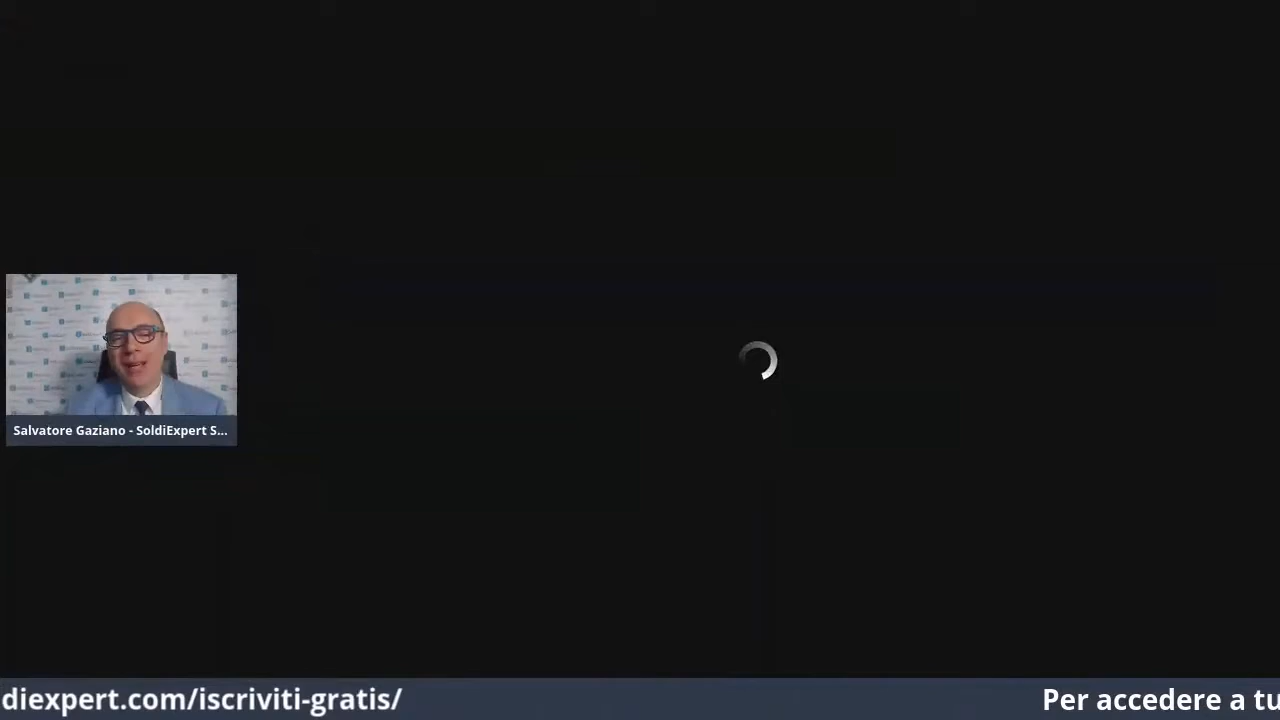 Salvatore Gaziano - SoldiExpert S...
diexpert.com/iscriviti-gratis/ Per accedere a tu